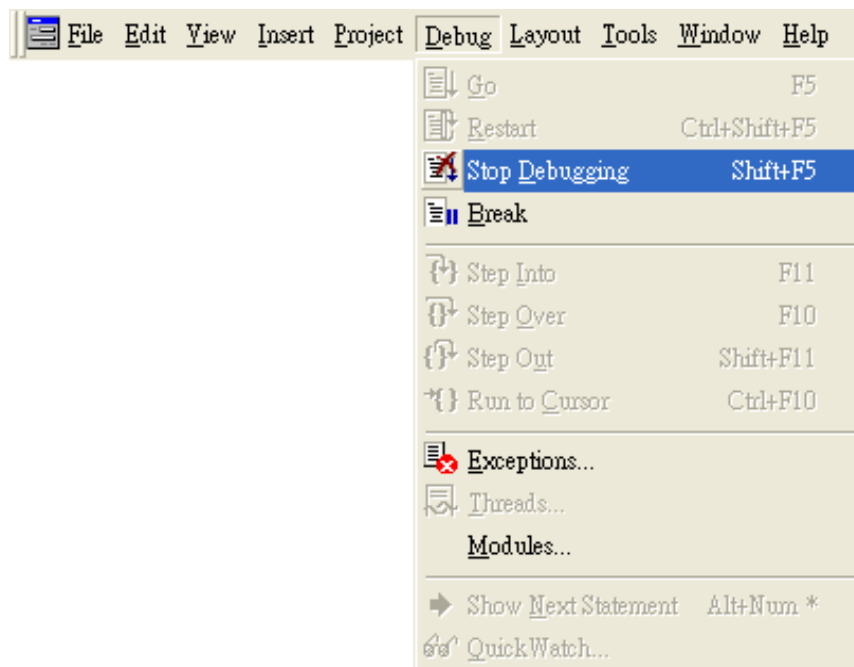 File Edit View Insert Project Debug Layout Tools Window Help
Go F5
Restart Ctrl+Shift+F5
Stop Debugging Shift+F5
Break
Step Into F11
Step Over F10
Step Out Shift+F11
Run to Cursor Ctrl+F10
Exceptions...
Threads...
Modules...
Show Next Statement Alt+Num *
QuickWatch...